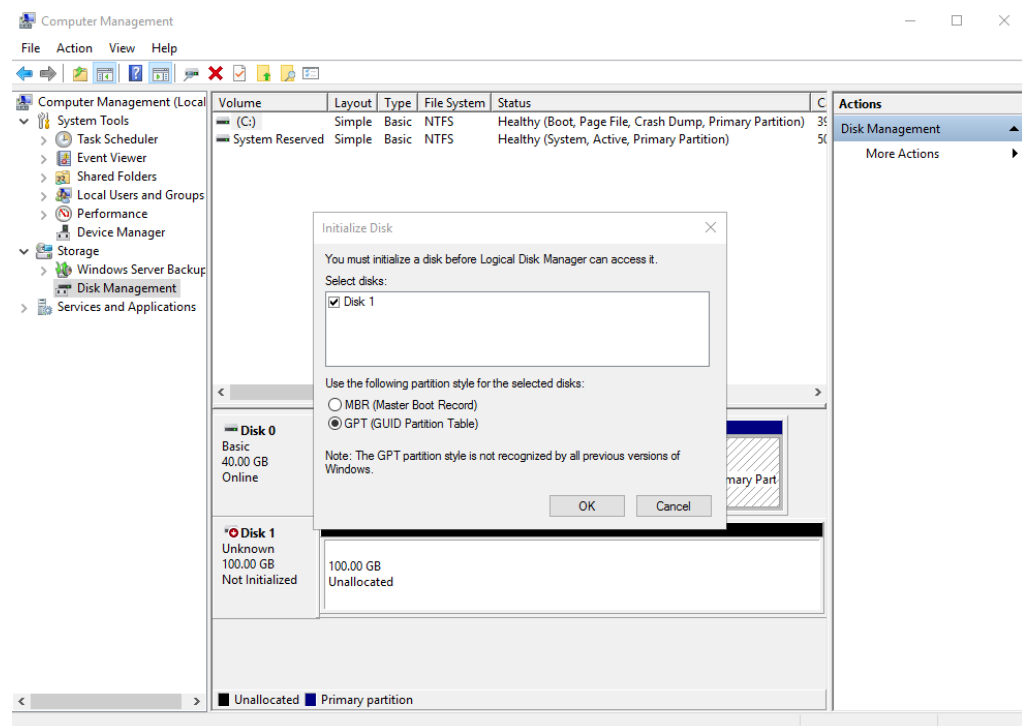 Computer Management
File Action View Help
Computer Management (Local
System Tools
Task Scheduler
Event Viewer
Shared Folders
Local Users and Groups
Performance
Device Manager
Storage
Windows Server Backup
Disk Management
Services and Applications
Volume Layout Type File System Status C
(C:) Simple Basic NTFS Healthy (Boot, Page File, Crash Dump, Primary Partition) 39
System Reserved Simple Basic NTFS Healthy (System, Active, Primary Partition) 50
Actions
Disk Management
More Actions
Initialize Disk
You must initialize a disk before Logical Disk Manager can access it.
Select disks:
Disk 1
Use the following partition style for the selected disks:
MBR (Master Boot Record)
GPT (GUID Partition Table)
Note: The GPT partition style is not recognized by all previous versions of
Windows.
OK Cancel
Disk 0
Basic
40.00 GB
Online
mary Part
Disk 1
Unknown
100.00 GB
Not Initialized
100.00 GB
Unallocated
Unallocated Primary partition